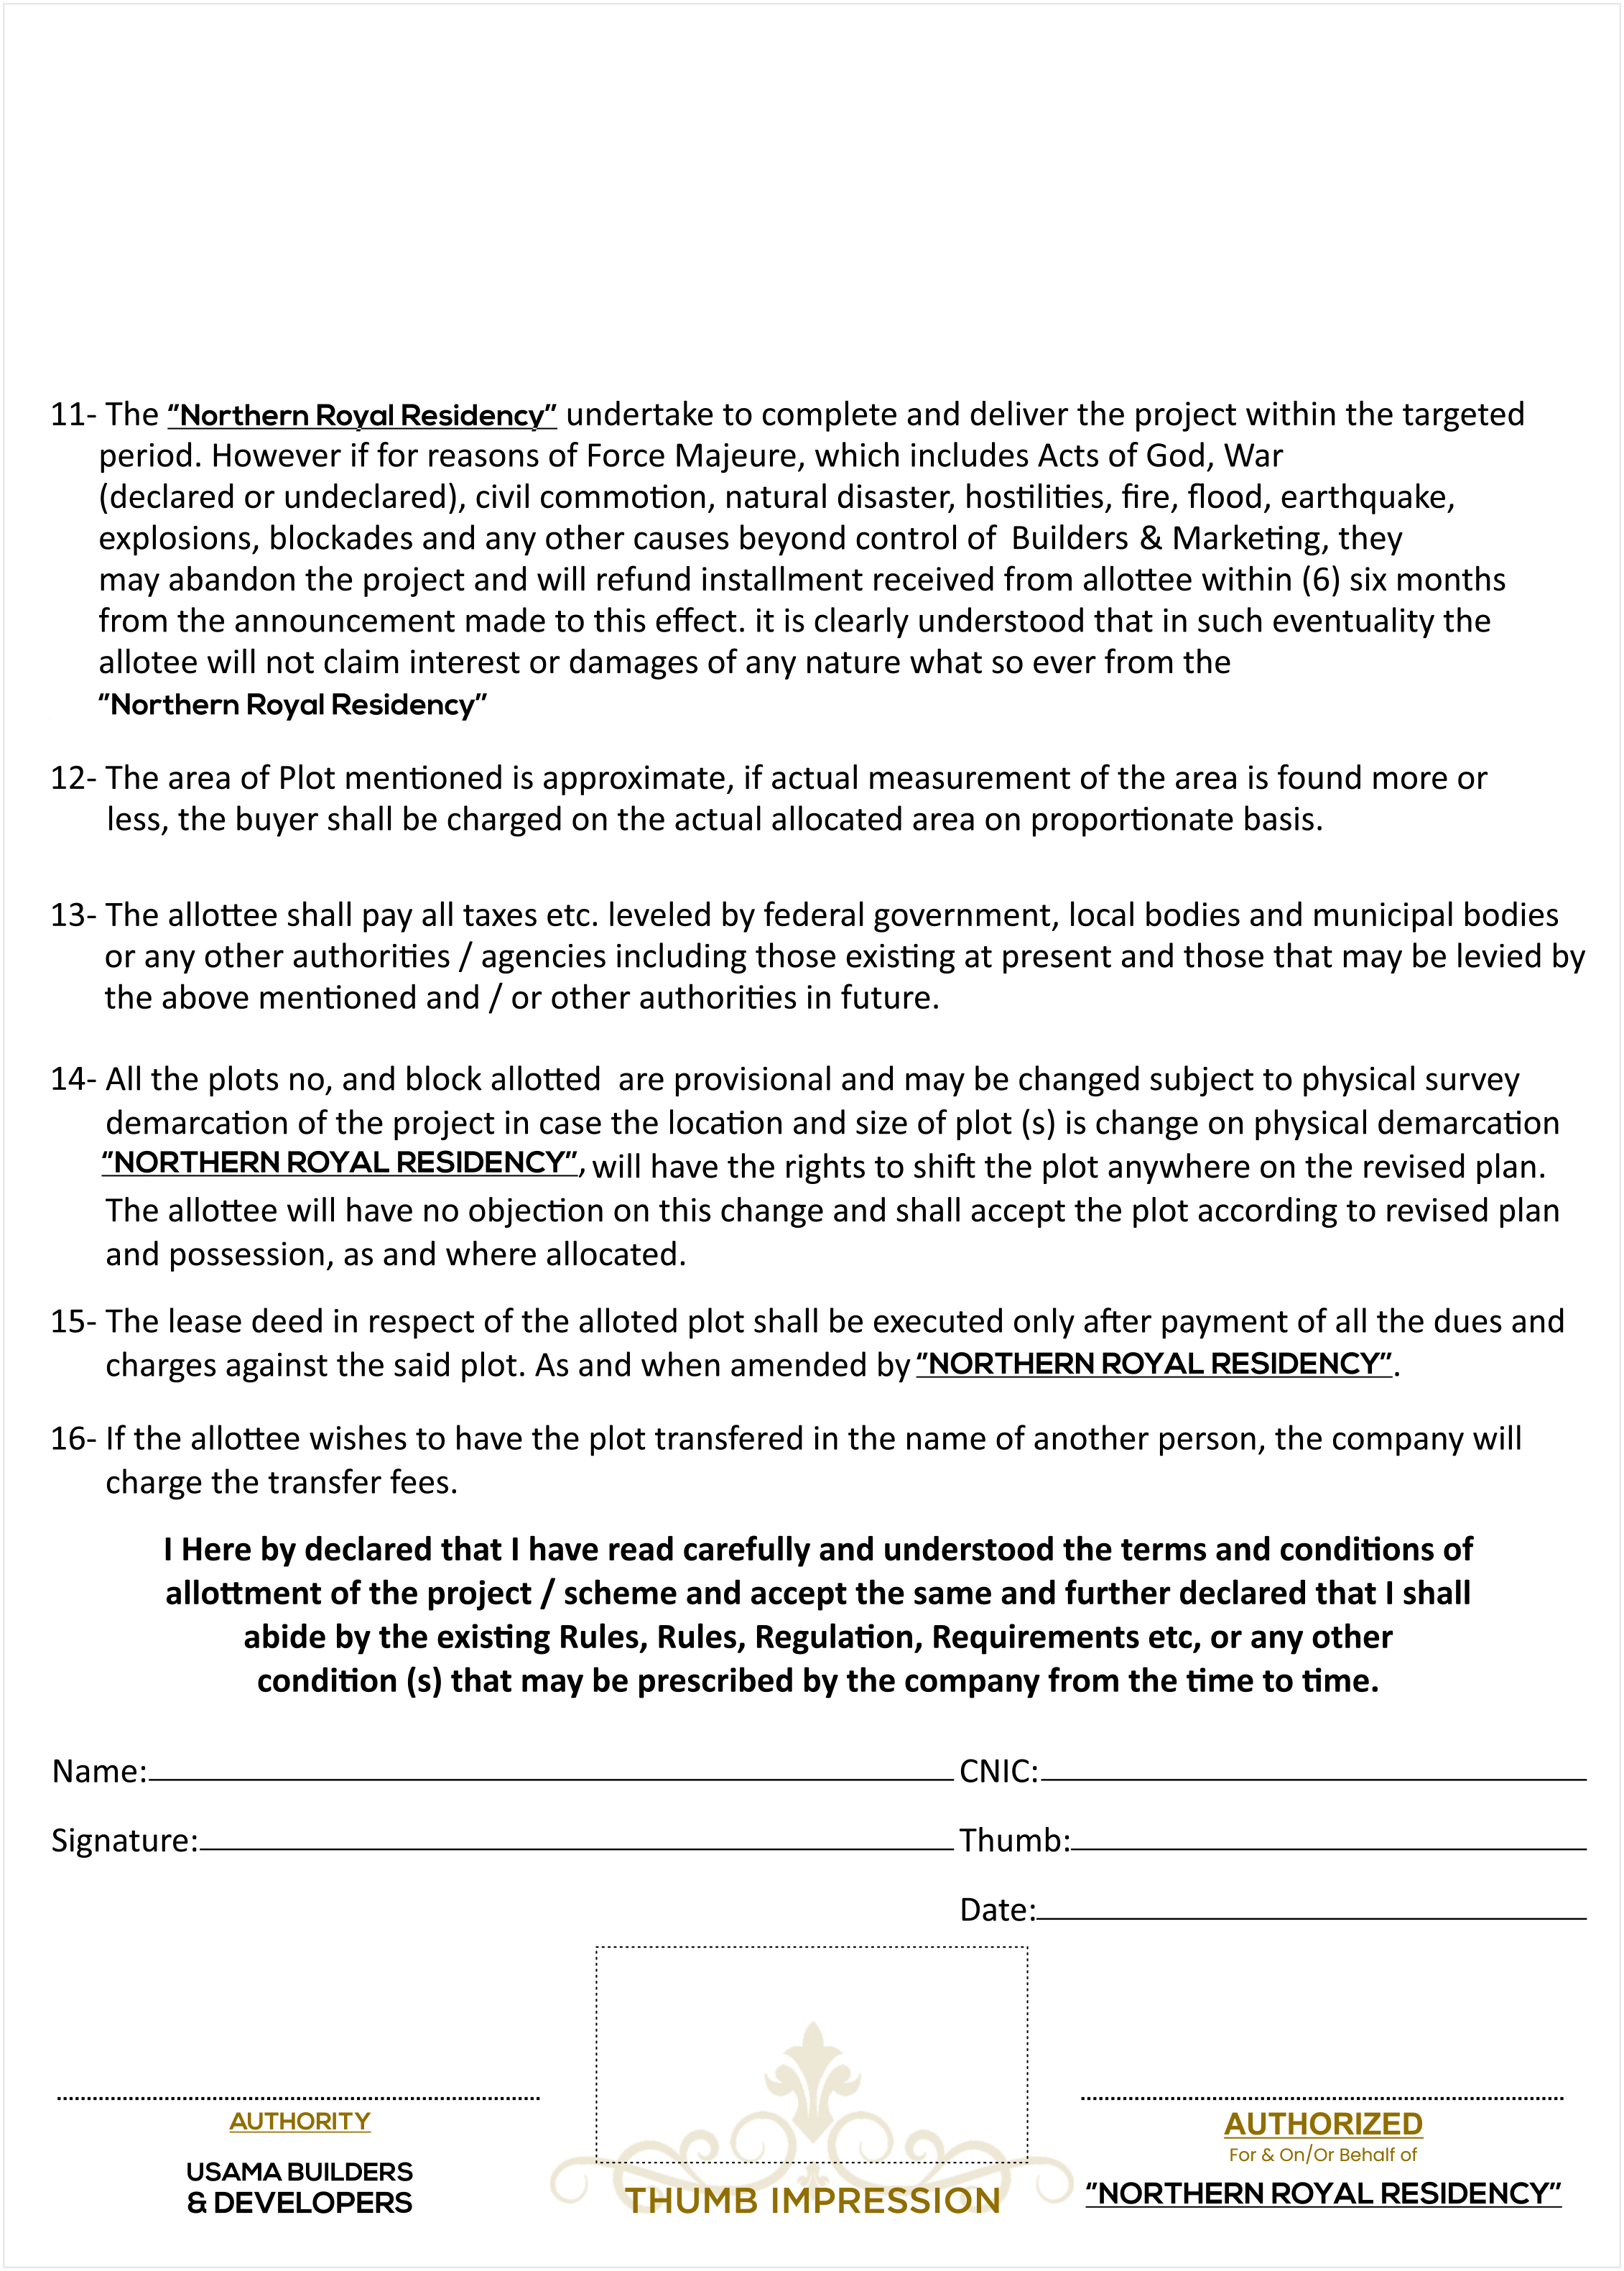 11- The “Northern Royal Residency” undertake to complete and deliver the project within the targeted
period. However if for reasons of Force Majeure, which includes Acts of God, War
(declared or undeclared), civil commotion, natural disaster, hostilities, fire, flood, earthquake,
explosions, blockades and any other causes beyond control of Builders & Marketing, they
may abandon the project and will refund installment received from allottee within (6) six months
from the announcement made to this effect. it is clearly understood that in such eventuality the
allotee will not claim interest or damages of any nature what so ever from the
“Northern Royal Residency”
12- The area of Plot mentioned is approximate, if actual measurement of the area is found more or
less, the buyer shall be charged on the actual allocated area on proportionate basis.
13- The allottee shall pay all taxes etc. leveled by federal government, local bodies and municipal bodies
or any other authorities / agencies including those existing at present and those that may be levied by
the above mentioned and / or other authorities in future.
14- All the plots no, and block allotted are provisional and may be changed subject to physical survey
demarcation of the project in case the location and size of plot (s) is change on physical demarcation
“NORTHERN ROYAL RESIDENCY”, will have the rights to shift the plot anywhere on the revised plan.
The allottee will have no objection on this change and shall accept the plot according to revised plan
and possession, as and where allocated.
15- The lease deed in respect of the alloted plot shall be executed only after payment of all the dues and
charges against the said plot. As and when amended by “NORTHERN ROYAL RESIDENCY”.
16- If the allottee wishes to have the plot transfered in the name of another person, the company will
charge the transfer fees.
I Here by declared that I have read carefully and understood the terms and conditions of
allottment of the project / scheme and accept the same and further declared that I shall
abide by the existing Rules, Rules, Regulation, Requirements etc, or any other
condition (s) that may be prescribed by the company from the time to time.
Name: CNIC:
Signature: Thumb:
Date:
AUTHORITY
USAMA BUILDERS
& DEVELOPERS
THUMB IMPRESSION
AUTHORIZED
For & On/Or Behalf of
“NORTHERN ROYAL RESIDENCY”